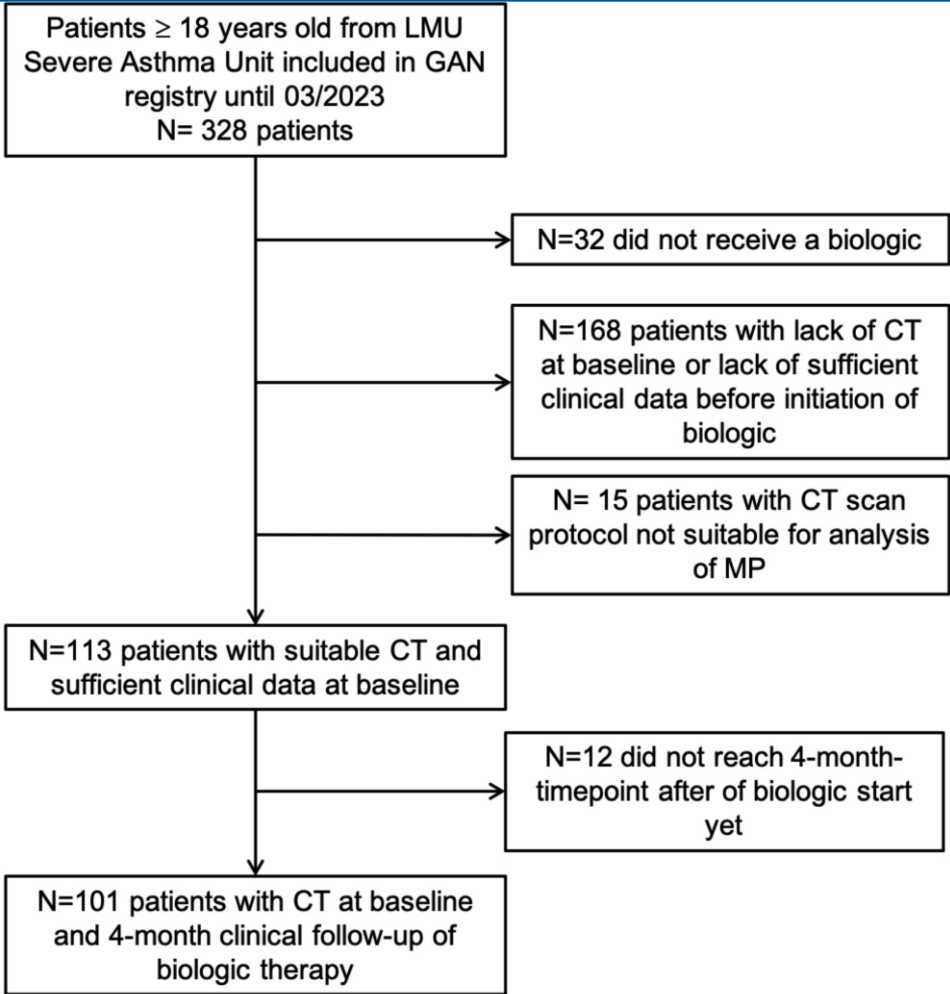 Patients ≥ 18 years old from LMU
Severe Asthma Unit included in GAN
registry until 03/2023
N= 328 patients
N=32 did not receive a biologic
N=168 patients with lack of CT
at baseline or lack of sufficient
clinical data before initiation of
biologic
N= 15 patients with CT scan
protocol not suitable for analysis
of MP
N=113 patients with suitable CT and
sufficient clinical data at baseline
N=12 did not reach 4-month-
timepoint after of biologic start
yet
N=101 patients with CT at baseline
and 4-month clinical follow-up of
biologic therapy